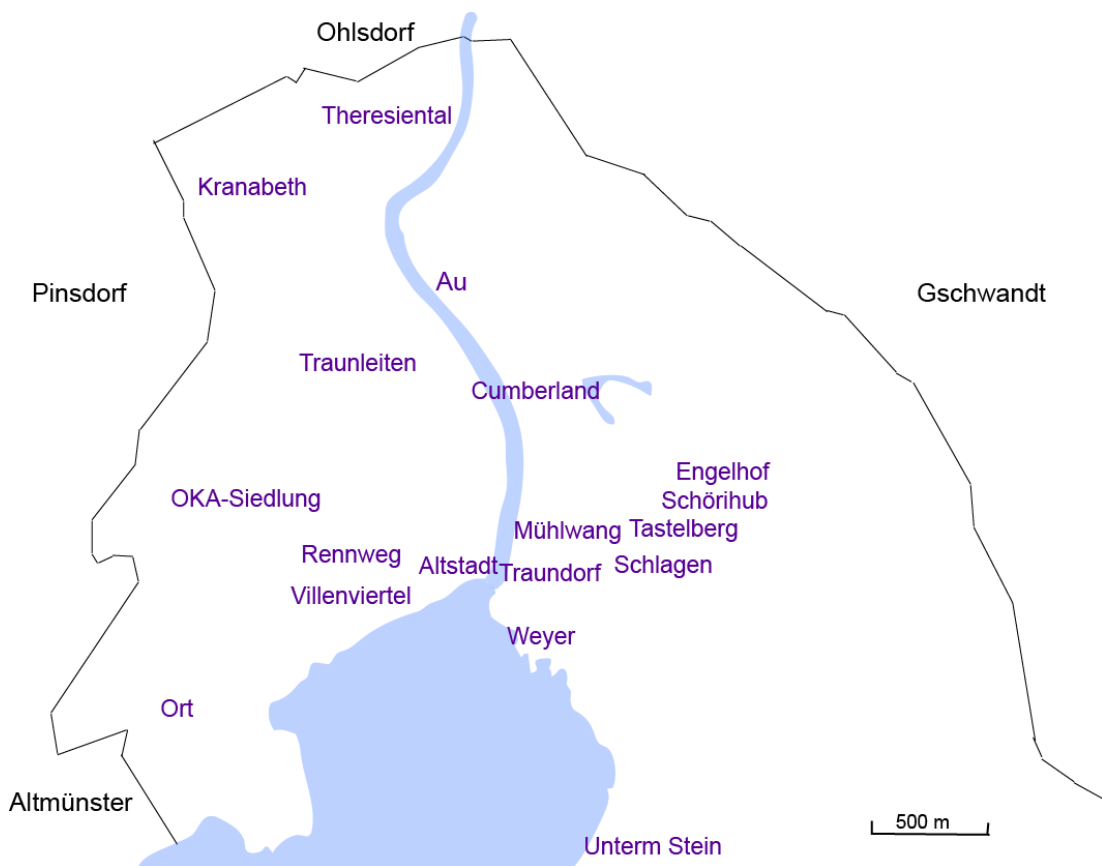 Ohlsdorf
Theresiental
Kranabeth
Au
Pinsdorf
Gschwandt
Traunleiten
Cumberland
Engelhof
OKA-Siedlung
Schörihub
Mühlwang
Tastelberg
Rennweg
Altstadt
Traundorf
Schlagen
Villenviertel
Weyer
Ort
Altmünster
500 m
Unterm Stein